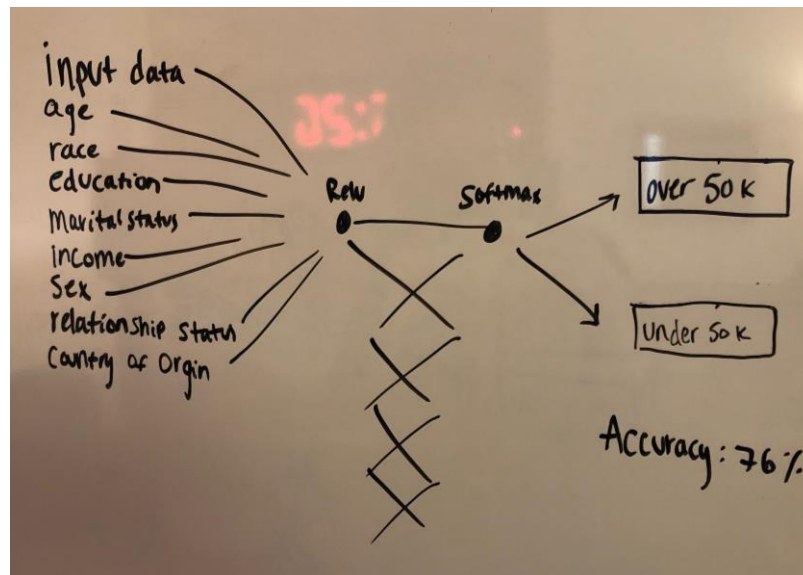 input data
age
race
education
Marital status
income
Sex
relationship status
Country of Orgin
Relu
Softmax
over 50K
under 50K
Accuracy: 76%